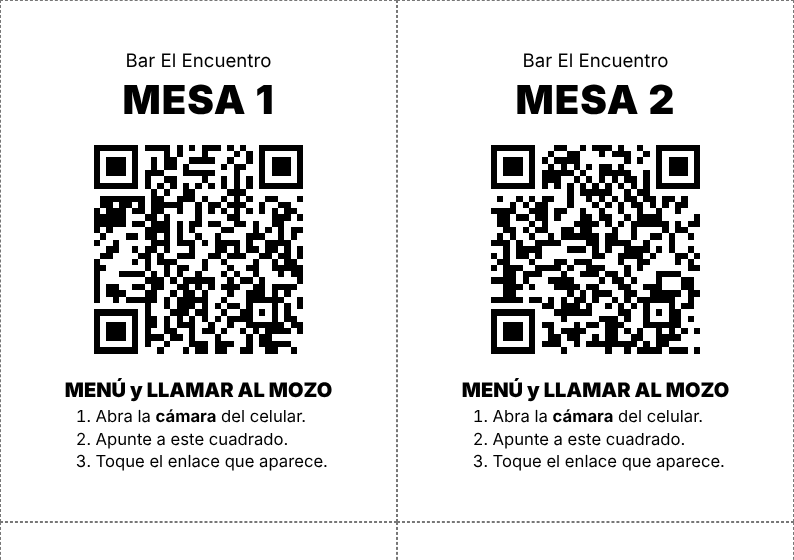 Bar El Encuentro
MESA 1
MENÚ y LLAMAR AL MOZO
1. Abra la cámara del celular.
2. Apunte a este cuadrado.
3. Toque el enlace que aparece.
Bar El Encuentro
MESA 2
MENÚ y LLAMAR AL MOZO
1. Abra la cámara del celular.
2. Apunte a este cuadrado.
3. Toque el enlace que aparece.